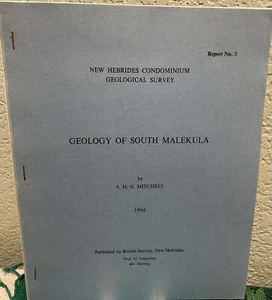 Report No. 3
NEW HEBRIDES CONDOMINIUM
GEOLOGICAL SURVEY
GEOLOGY OF SOUTH MALEKULA
by
A. H. G. MITCHELL
1966
Published by British Service, New Hebrides
Sterling